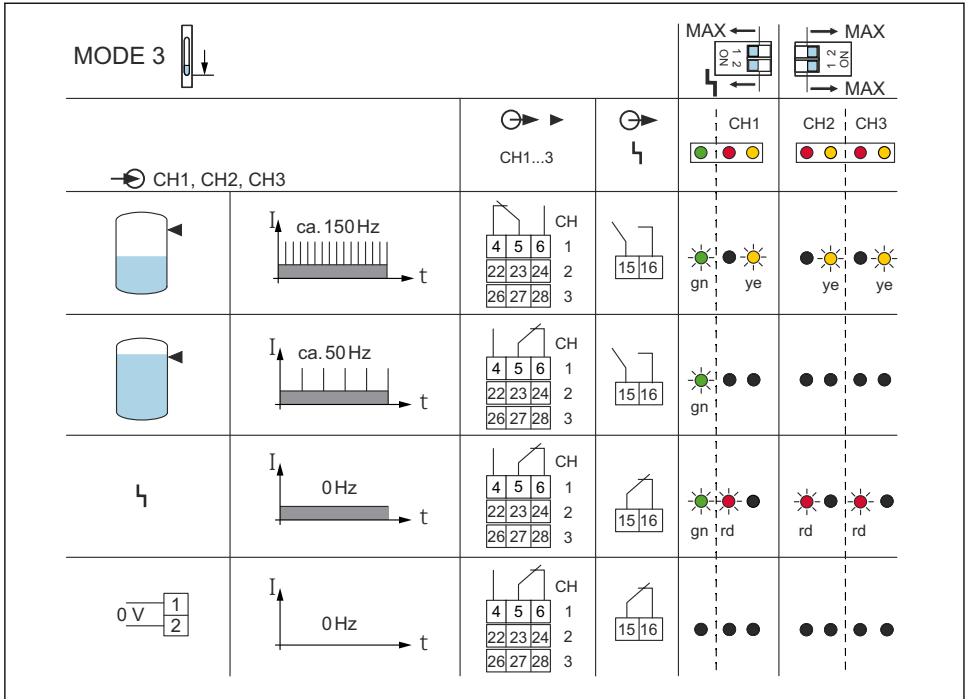 MAX MAX
MODE 3
ON 1 2 1 2 ON
MAX
CH1 CH2 CH3
CH1...3
CH1, CH2, CH3
I ca. 150 Hz t
CH
4 5 6 1
22 23 24 2
26 27 28 3
15 16
gn ye ye ye
I ca. 50 Hz t
CH
4 5 6 1
22 23 24 2
26 27 28 3
15 16
gn
I 0 Hz t
CH
4 5 6 1
22 23 24 2
26 27 28 3
15 16
gn rd rd rd
0 V 1
2
I 0 Hz t
CH
4 5 6 1
22 23 24 2
26 27 28 3
15 16